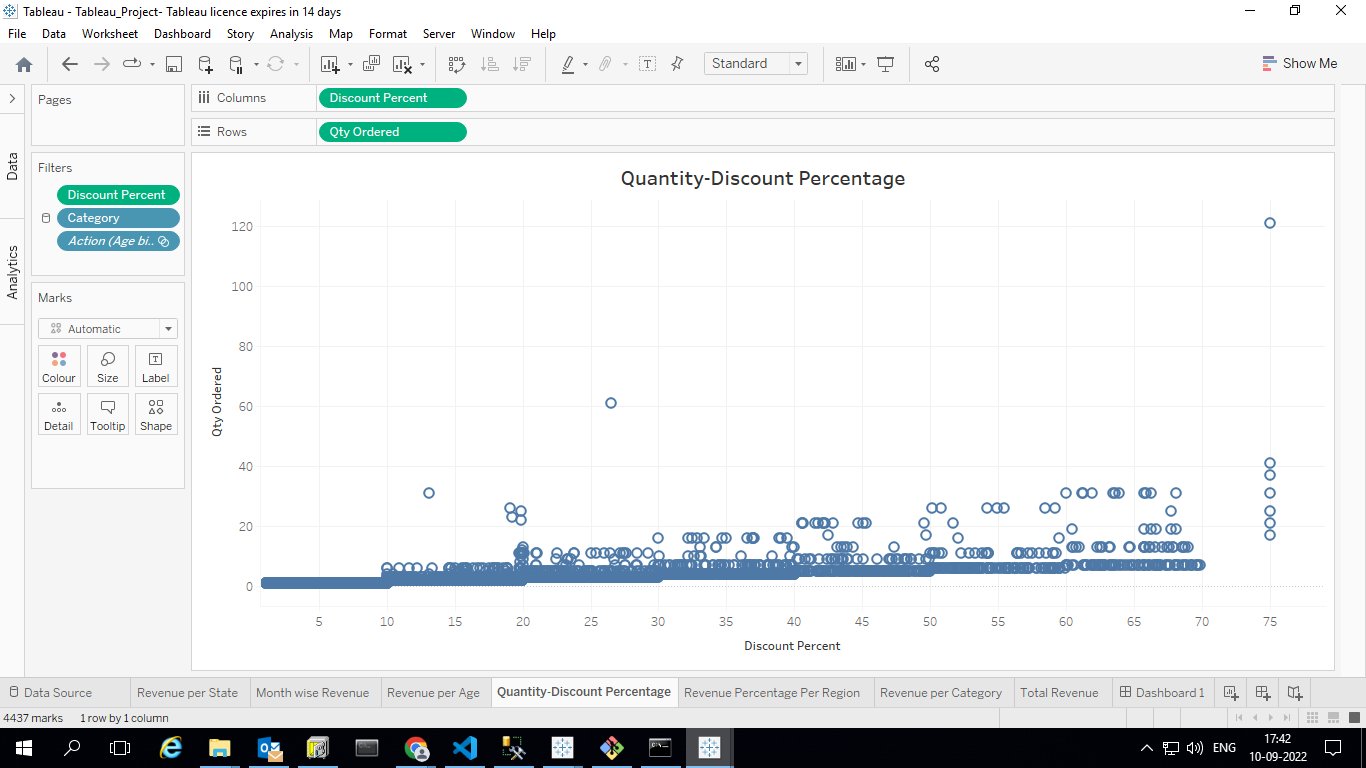 Tableau - Tableau_Project- Tableau licence expires in 14 days
File Data Worksheet Dashboard Story Analysis Map Format Server Window Help
Standard
Show Me
Data
Analytics
Pages
Filters
Discount Percent
Category
Action (Age bi..
Marks
Automatic
Colour Size Label
Detail Tooltip Shape
Columns Discount Percent
Rows Qty Ordered
Quantity-Discount Percentage
Qty Ordered
120
100
80
60
40
20
0
5 10 15 20 25 30 35 40 45 50 55 60 65 70 75
Discount Percent
Data Source Revenue per State Month wise Revenue Revenue per Age Quantity-Discount Percentage Revenue Percentage Per Region Revenue per Category Total Revenue Dashboard 1
4437 marks 1 row by 1 column
ENG
17:42
10-09-2022